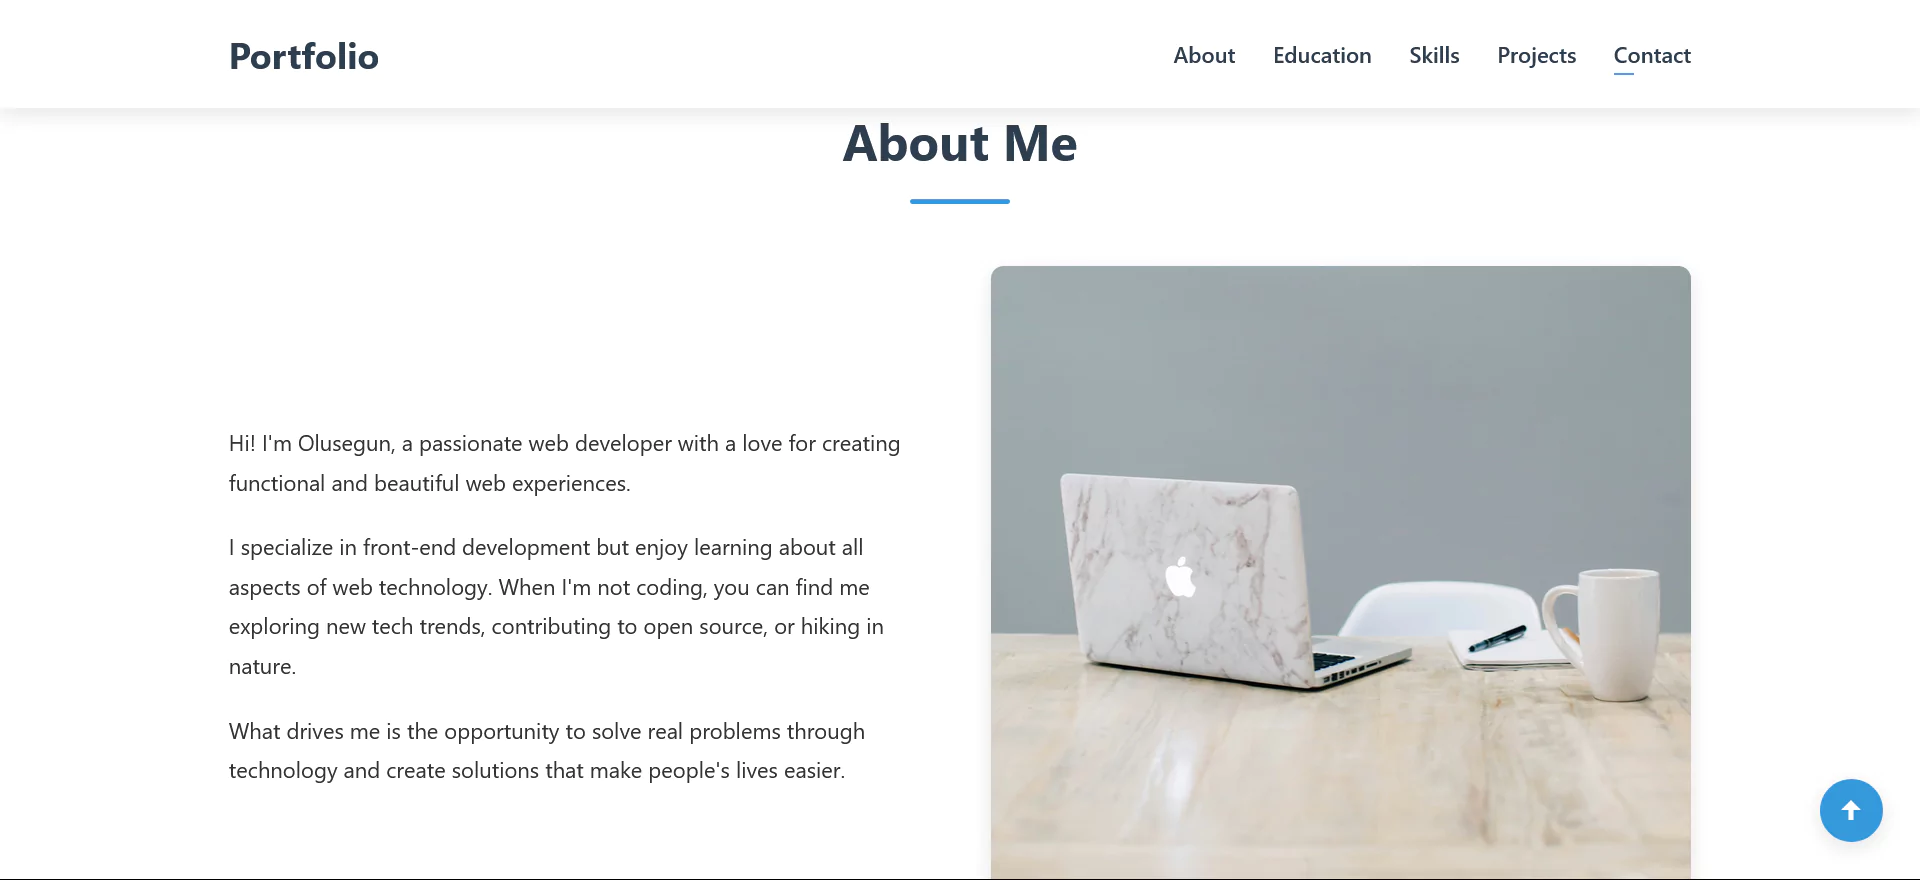 Portfolio
About Education Skills Projects Contact
About Me
Hi! I'm Olusegun, a passionate web developer with a love for creating
functional and beautiful web experiences.
I specialize in front-end development but enjoy learning about all
aspects of web technology. When I'm not coding, you can find me
exploring new tech trends, contributing to open source, or hiking in
nature.
What drives me is the opportunity to solve real problems through
technology and create solutions that make people's lives easier.